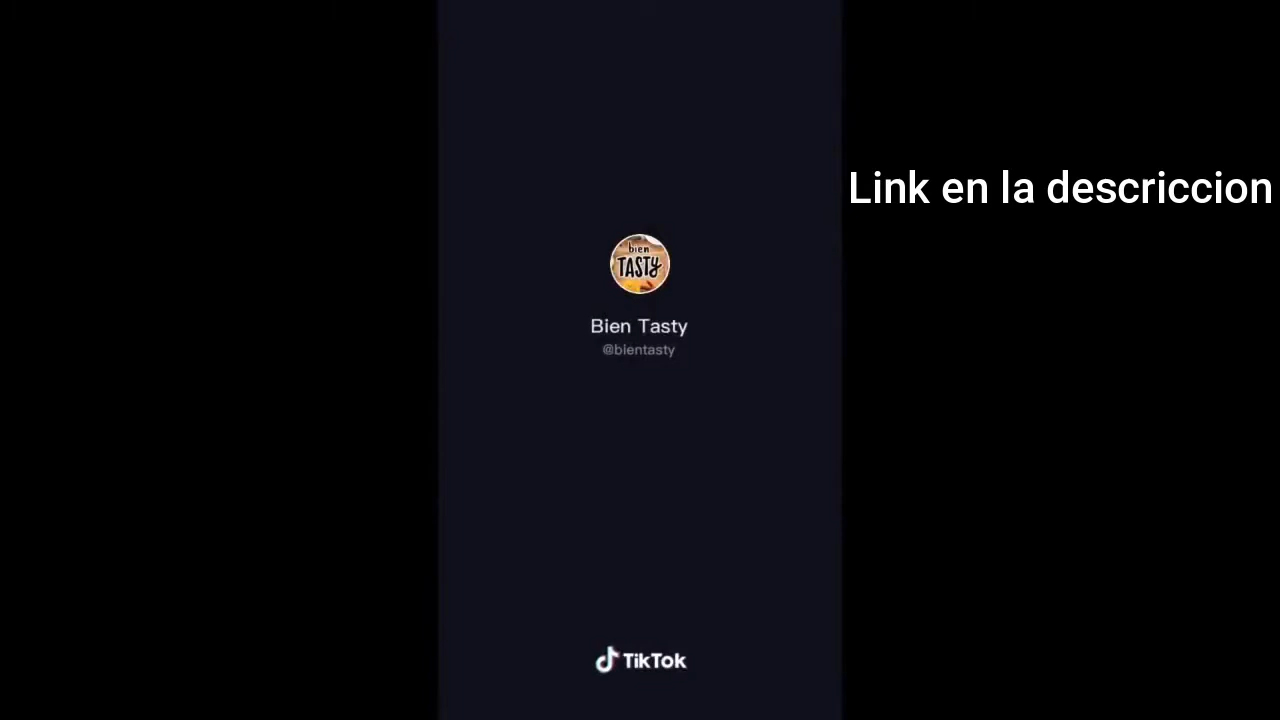 Link en la descriccion
bien
TASTY
Bien Tasty
@bientasty
TikTok